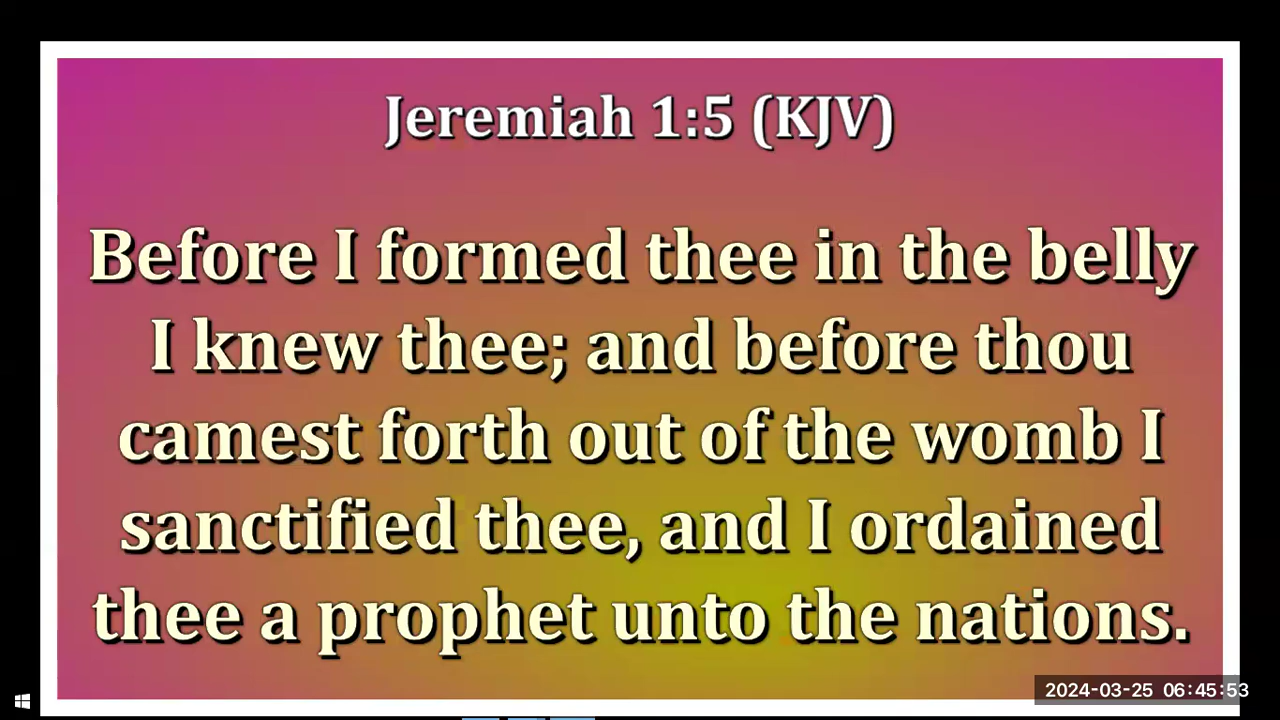 Jeremiah 1:5 (KJV)
Before I formed thee in the belly
I knew thee; and before thou
camest forth out of the womb I
sanctified thee, and I ordained
thee a prophet unto the nations.
2024-03-25 06:45:53